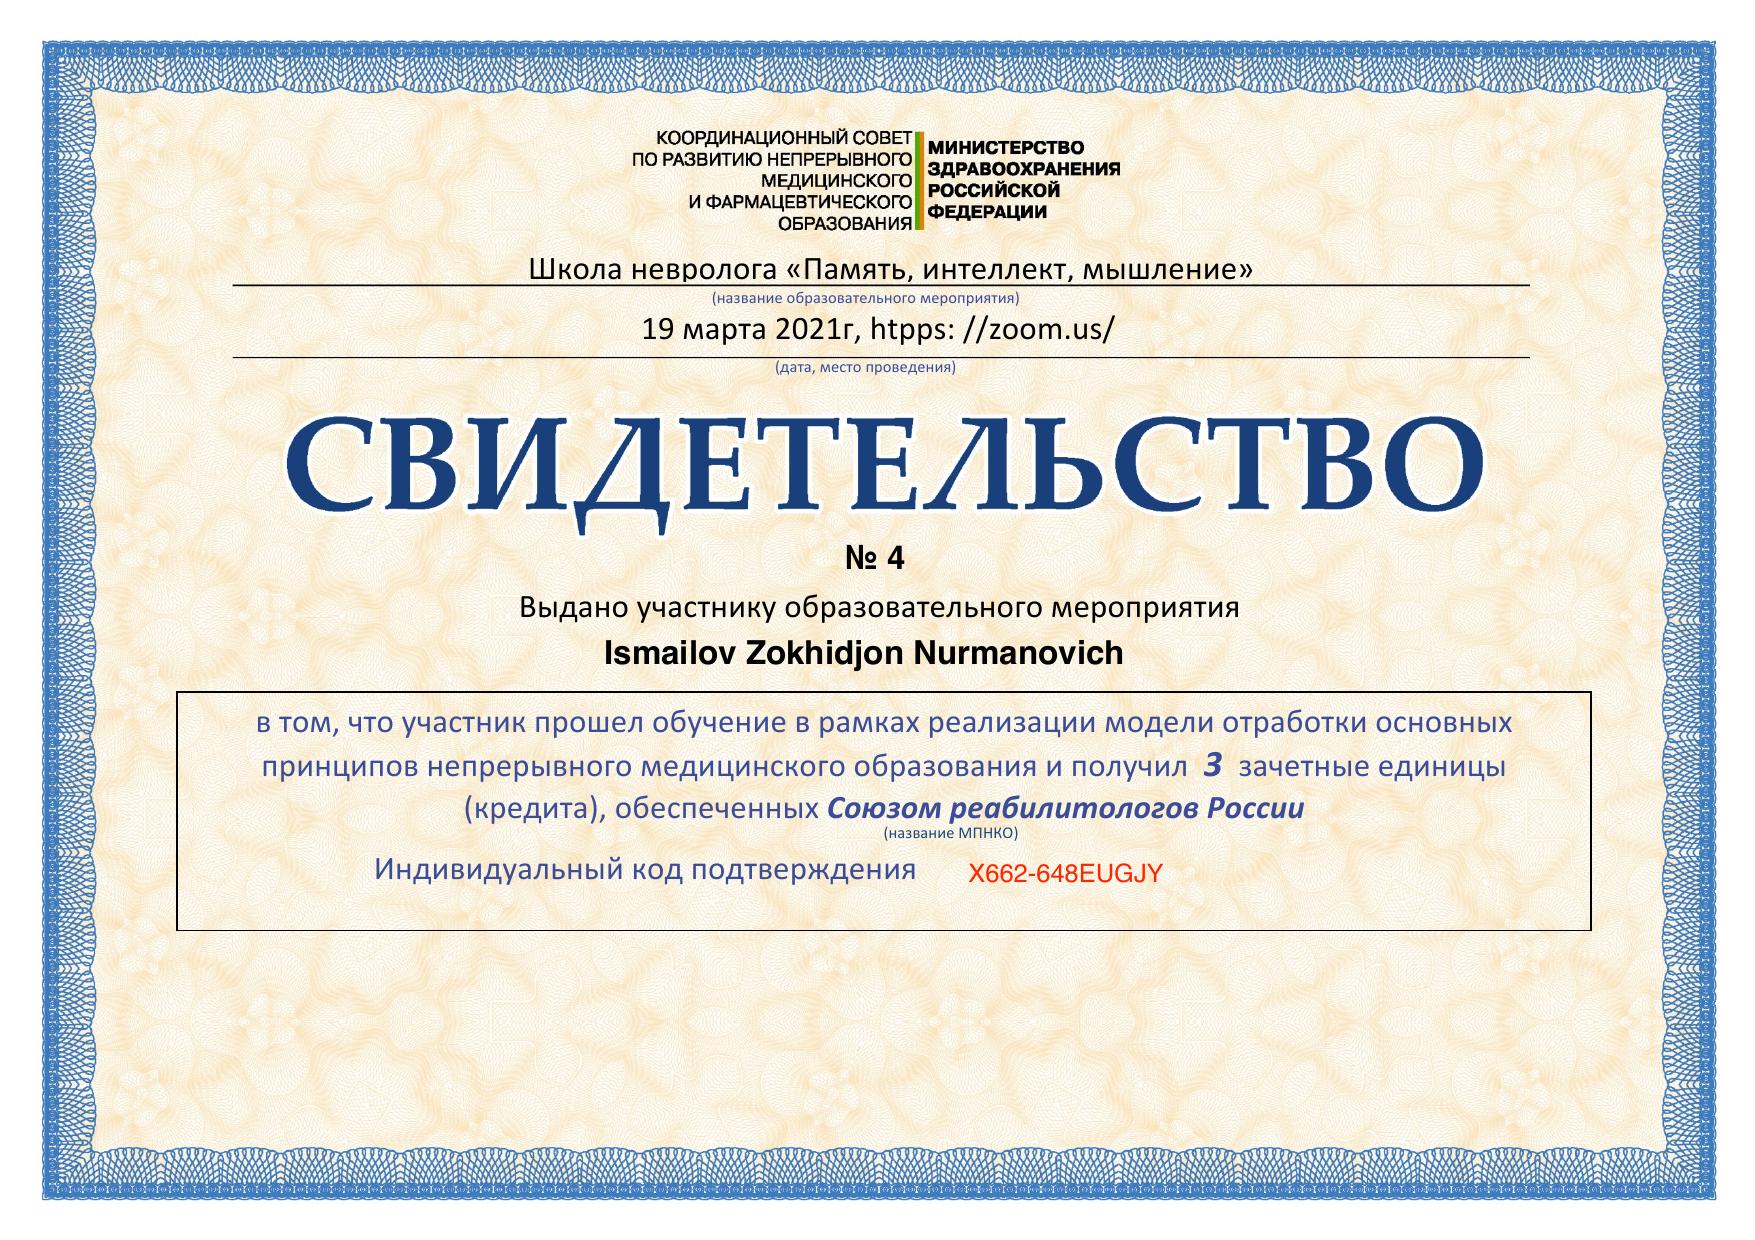 КООРДИНАЦИОННЫЙ СОВЕТ
ПО РАЗВИТИЮ НЕПРЕРЫВНОГО
МЕДИЦИНСКОГО
И ФАРМАЦЕВТИЧЕСКОГО
ОБРАЗОВАНИЯ
МИНИСТЕРСТВО
ЗДРАВООХРАНЕНИЯ
РОССИЙСКОЙ
ФЕДЕРАЦИИ
Школа невролога «Память, интеллект, мышление»
(название образовательного мероприятия)
19 марта 2021г, htpps: //zoom.us/
(дата, место проведения)
СВИДЕТЕЛЬСТВО
№ 4
Выдано участнику образовательного мероприятия
Ismailov Zokhidjon Nurmanovich
в том, что участник прошел обучение в рамках реализации модели отработки основных
принципов непрерывного медицинского образования и получил 3 зачетные единицы
(кредита), обеспеченных Союзом реабилитологов России
(название МПНКО)
Индивидуальный код подтверждения X662-648EUGJY